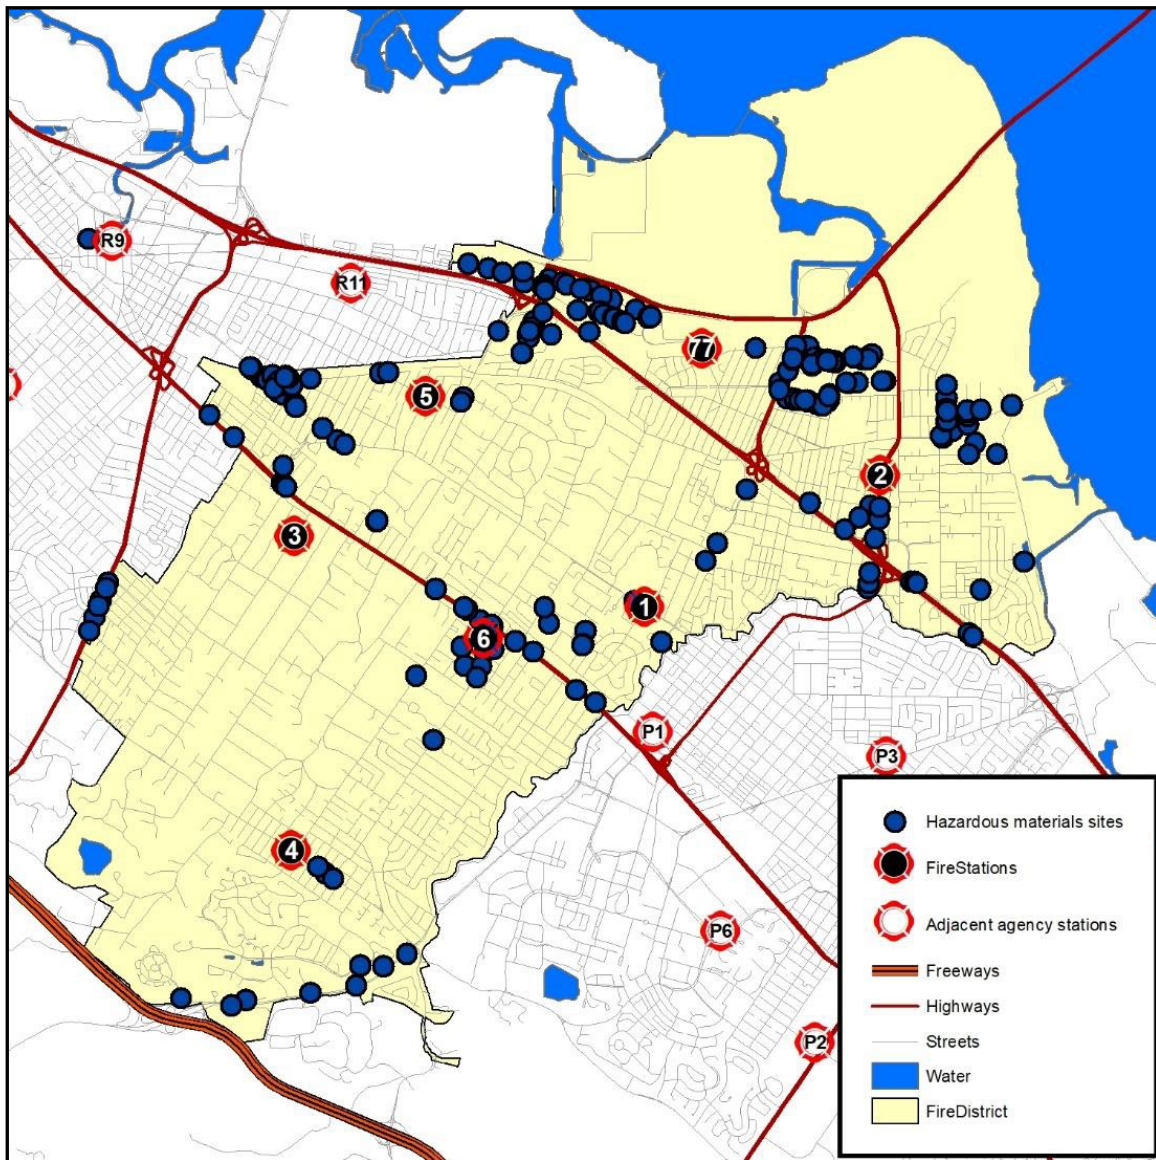 R9
R11
77
5
2
3
1
6
P1
P3
4
P6
P2
Hazardous materials sites
FireStations
Adjacent agency stations
Freeways
Highways
Streets
Water
FireDistrict